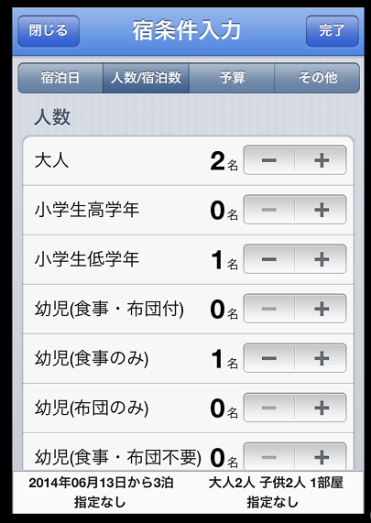 閉じる 宿条件入力 完了
宿泊日 人数/宿泊数 予算 その他
人数
大人 2名 − +
小学生高学年 0名 − +
小学生低学年 1名 − +
幼児(食事・布団付) 0名 − +
幼児(食事のみ) 1名 − +
幼児(布団のみ) 0名 − +
幼児(食事・布団不要) 0名 − +
2014年06月13日から3泊 大人2人 子供2人 1部屋
指定なし 指定なし